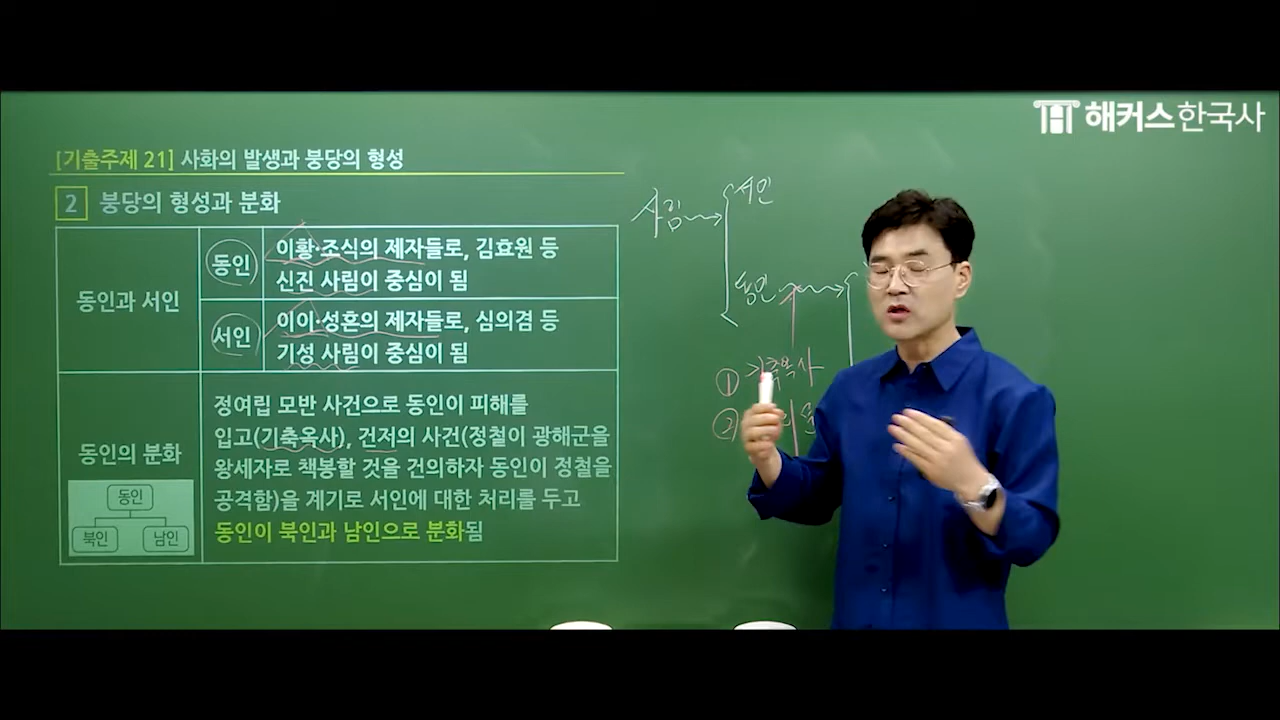 해커스한국사
[기출주제 21] 사화의 발생과 붕당의 형성
2 붕당의 형성과 분화
동인과 서인
동인
이황·조식의 제자들로, 김효원 등
신진 사림이 중심이 됨
서인
이이·성혼의 제자들로, 심의겸 등
기성 사림이 중심이 됨
동인의 분화
동인
북인 남인
정여립 모반 사건으로 동인이 피해를
입고(기축옥사), 건저의 사건(정철이 광해군을
왕세자로 책봉할 것을 건의하자 동인이 정철을
공격함)을 계기로 서인에 대한 처리를 두고
동인이 북인과 남인으로 분화됨
사림
서인
동인
① 기축옥사
②